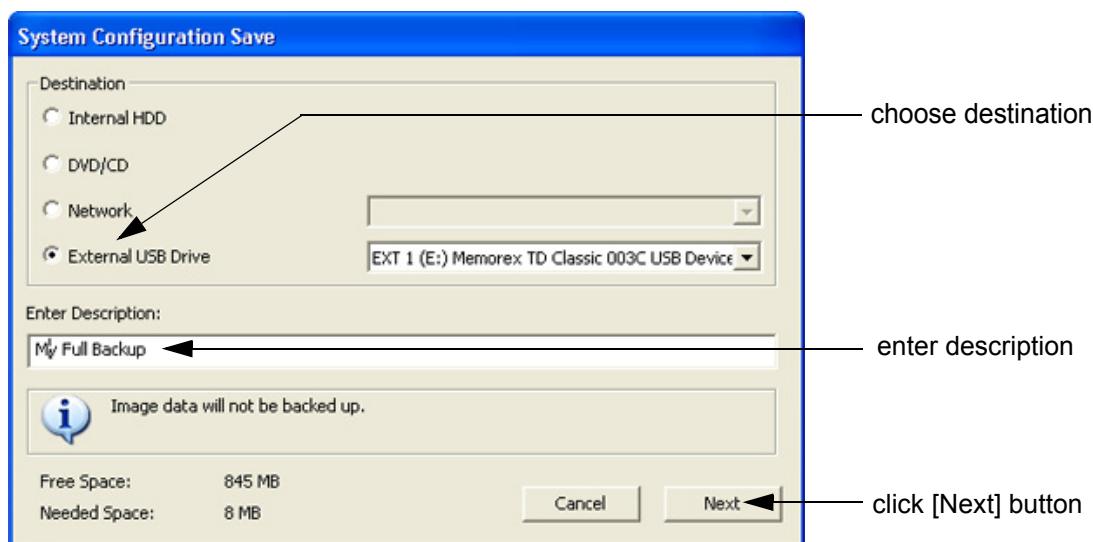 System Configuration Save
Destination
Internal HDD
choose destination
DVD/CD
Network
External USB Drive
EXT 1 (E:) Memorex TD Classic 003C USB Device
Enter Description:
My Full Backup
enter description
Image data will not be backed up.
Free Space: 845 MB
Needed Space: 8 MB
Cancel
Next
click [Next] button